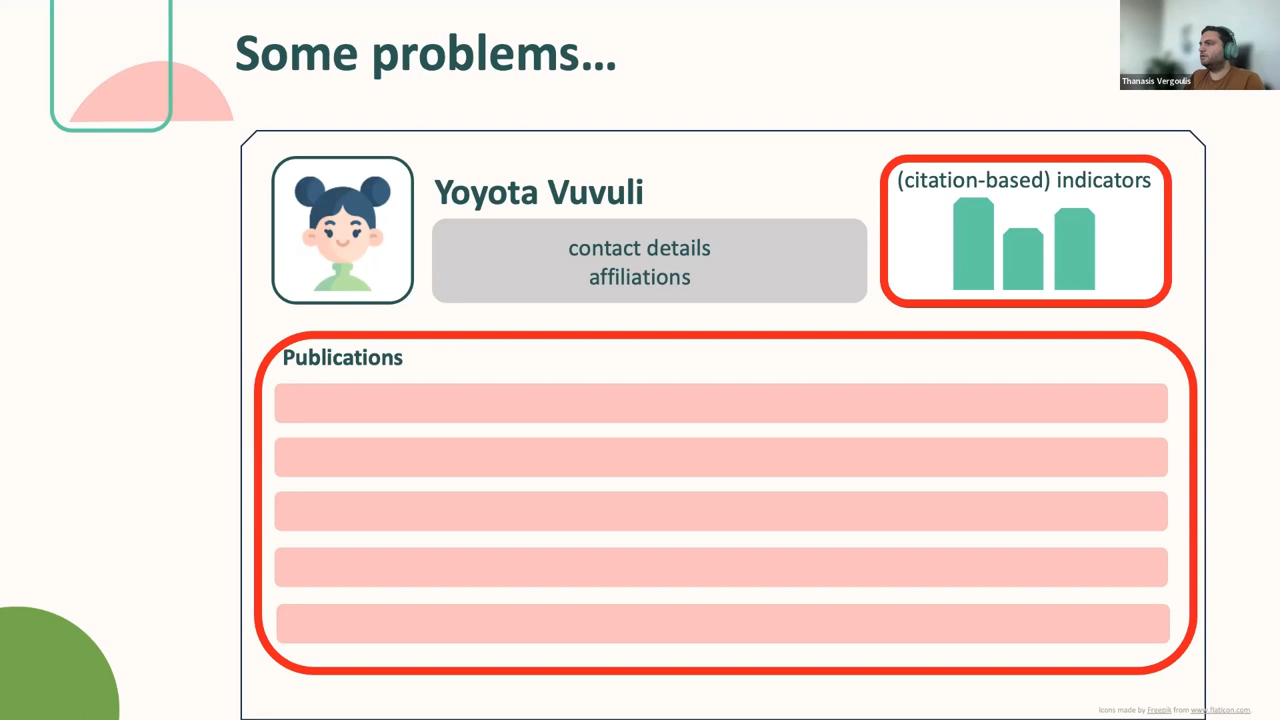 Some problems...
Thanasis Vergoulis
Yoyota Vuvuli
contact details
affiliations
(citation-based) indicators
Publications
Icons made by Freepik from www.flaticon.com.